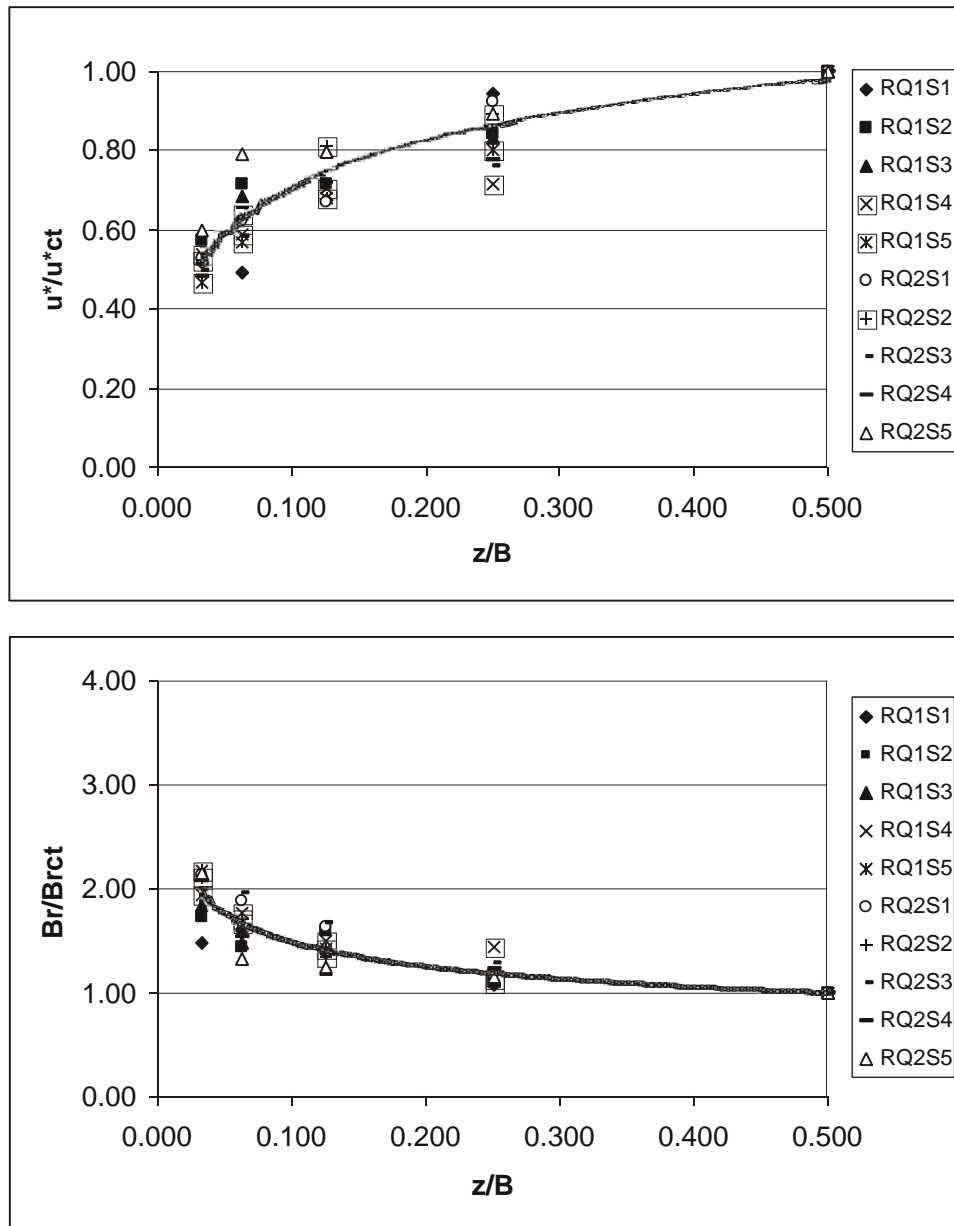 1.00
0.80
0.60
0.40
0.20
0.00
u*/u*ct
0.000 0.100 0.200 0.300 0.400 0.500
z/B
RQ1S1
RQ1S2
RQ1S3
RQ1S4
RQ1S5
RQ2S1
RQ2S2
RQ2S3
RQ2S4
RQ2S5
4.00
3.00
2.00
1.00
0.00
Br/Brct
0.000 0.100 0.200 0.300 0.400 0.500
z/B
RQ1S1
RQ1S2
RQ1S3
RQ1S4
RQ1S5
RQ2S1
RQ2S2
RQ2S3
RQ2S4
RQ2S5